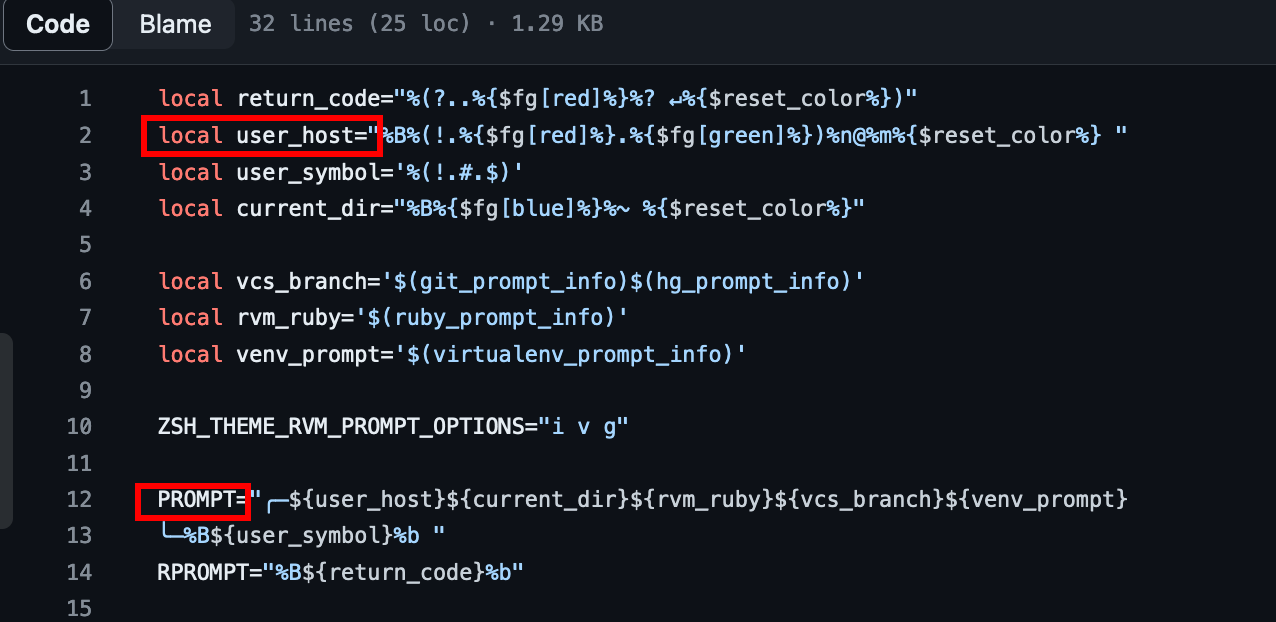 Code Blame 32 lines (25 loc) · 1.29 KB
1 local return_code="%(?..%{$fg[red]%}%? ↵%{$reset_color%})"
2 local user_host="%B%(!.%{$fg[red]%}.%{$fg[green]%})%n@%m%{$reset_color%} "
3 local user_symbol='%(!.#.$)'
4 local current_dir="%B%{$fg[blue]%}%~ %{$reset_color%}"
5
6 local vcs_branch='$(git_prompt_info)$(hg_prompt_info)'
7 local rvm_ruby='$(ruby_prompt_info)'
8 local venv_prompt='$(virtualenv_prompt_info)'
9
10 ZSH_THEME_RVM_PROMPT_OPTIONS="i v g"
11
12 PROMPT="╭─${user_host}${current_dir}${rvm_ruby}${vcs_branch}${venv_prompt}
13 ╰─%B${user_symbol}%b "
14 RPROMPT="%B${return_code}%b"
15